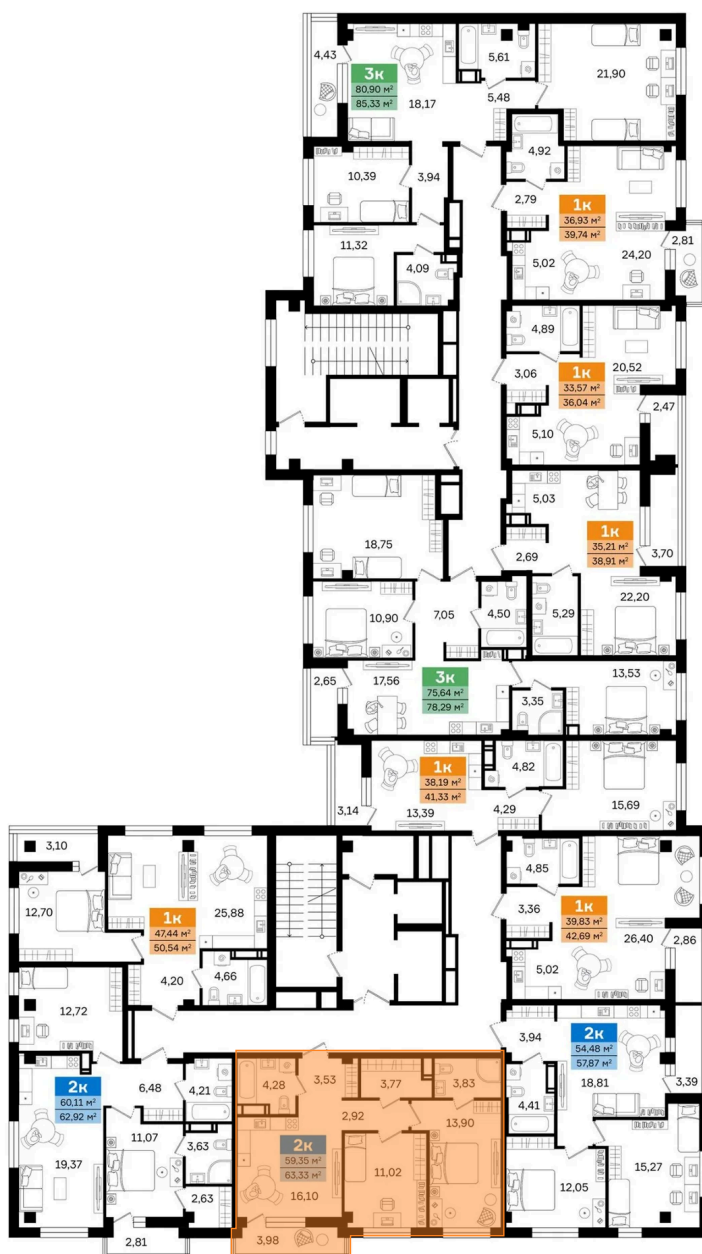 4,43
3к
80,90 м²
85,33 м²
18,17
5,61
5,48
21,90
10,39
3,94
11,32
4,09
4,92
2,79
1к
36,93 м²
39,74 м²
5,02
24,20
2,81
4,89
3,06
1к
33,57 м²
36,04 м²
20,52
5,10
2,47
18,75
5,03
1к
35,21 м²
38,91 м²
2,69
3,70
10,90
7,05
4,50
5,29
22,20
2,65
17,56
3к
75,64 м²
78,29 м²
3,35
13,53
1к
38,19 м²
41,33 м²
4,82
3,14
13,39
4,29
15,69
3,10
12,70
1к
47,44 м²
50,54 м²
25,88
4,20
4,66
4,85
3,36
1к
39,83 м²
42,69 м²
5,02
26,40
2,86
12,72
2к
60,11 м²
62,92 м²
6,48
4,21
11,07
3,63
19,37
2,63
2,81
4,28
3,53
3,77
3,83
2,92
13,90
2к
59,35 м²
63,33 м²
11,02
16,10
3,98
3,94
2к
54,48 м²
57,87 м²
4,41
18,81
3,39
12,05
15,27